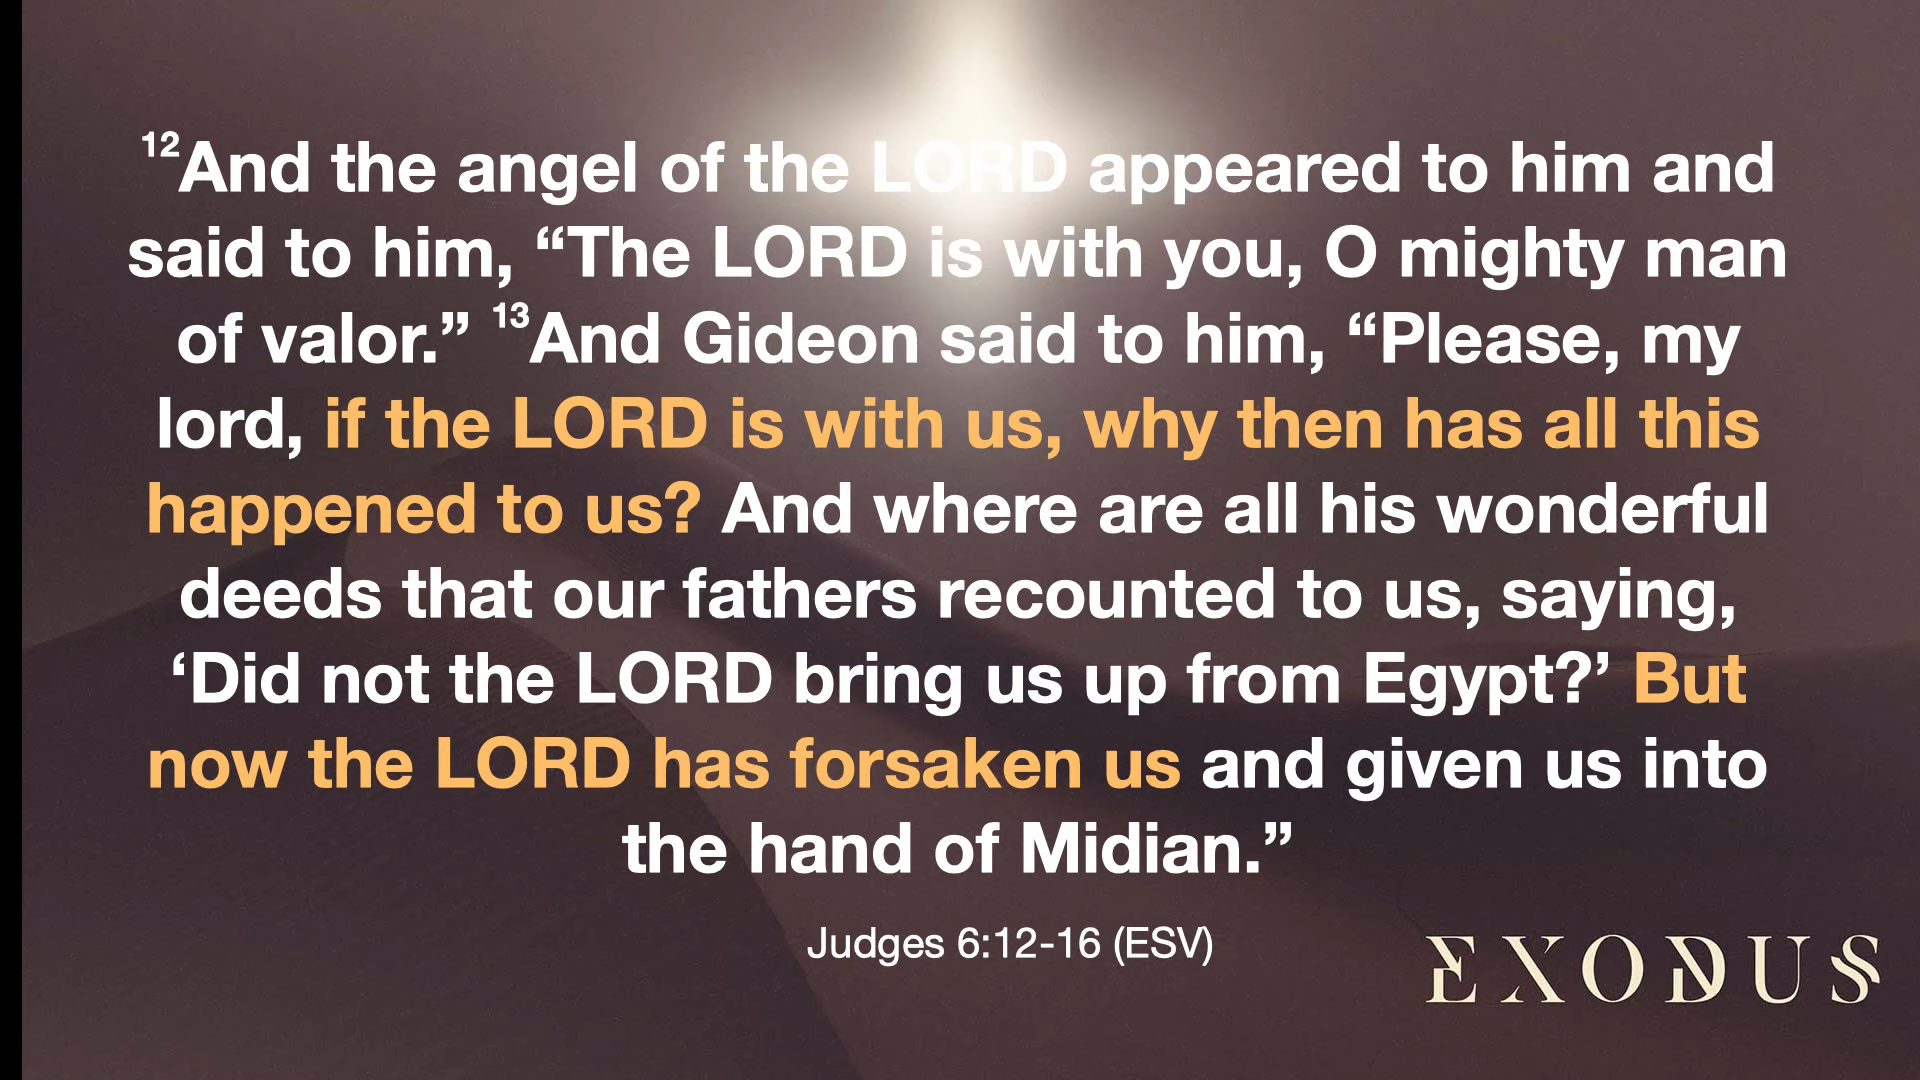 ¹²And the angel of the LORD appeared to him and
said to him, “The LORD is with you, O mighty man
of valor.” ¹³And Gideon said to him, “Please, my
lord, if the LORD is with us, why then has all this
happened to us? And where are all his wonderful
deeds that our fathers recounted to us, saying,
‘Did not the LORD bring us up from Egypt?’ But
now the LORD has forsaken us and given us into
the hand of Midian.”
Judges 6:12-16 (ESV)
EXODUS